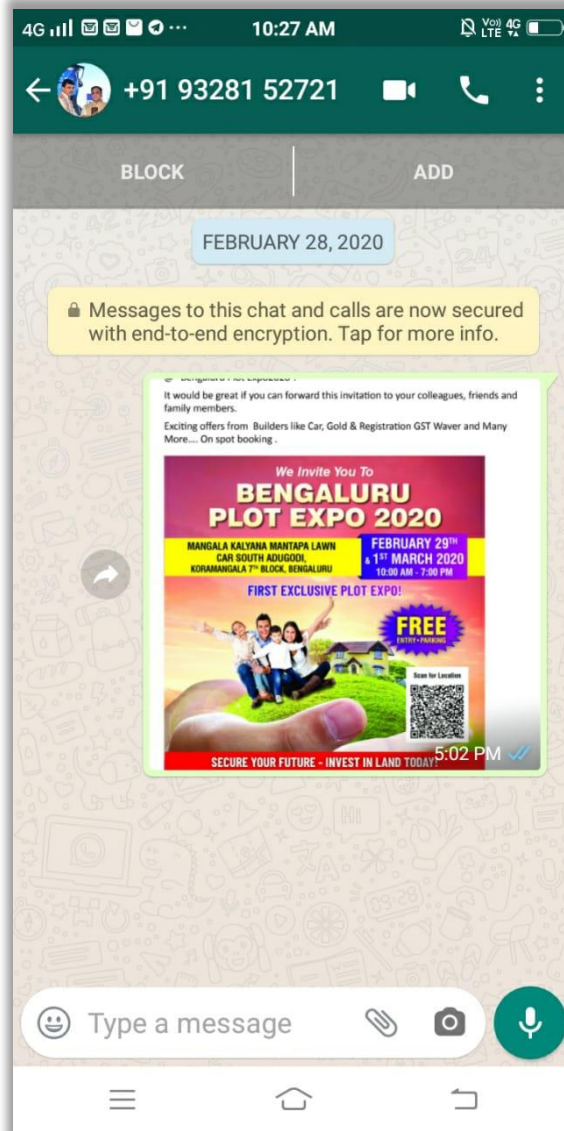 4G 10:27 AM Voo) LTE 4G
+91 93281 52721
BLOCK ADD
FEBRUARY 28, 2020
Messages to this chat and calls are now secured
with end-to-end encryption. Tap for more info.
It would be great if you can forward this invitation to your colleagues, friends and
family members.
Exciting offers from Builders like Car, Gold & Registration GST Waver and Many
More.... On spot booking .
We Invite You To
BENGALURU
PLOT EXPO 2020
MANGALA KALYANA MANTAPA LAWN
CAR SOUTH ADUGODI,
KORAMANGALA 7TH BLOCK, BENGALURU
FEBRUARY 29TH
& 1ST MARCH 2020
10:00 AM - 7:00 PM
FIRST EXCLUSIVE PLOT EXPO!
FREE
ENTRY • PARKING
Scan for Location
SECURE YOUR FUTURE - INVEST IN LAND TODAY!
5:02 PM
Type a message